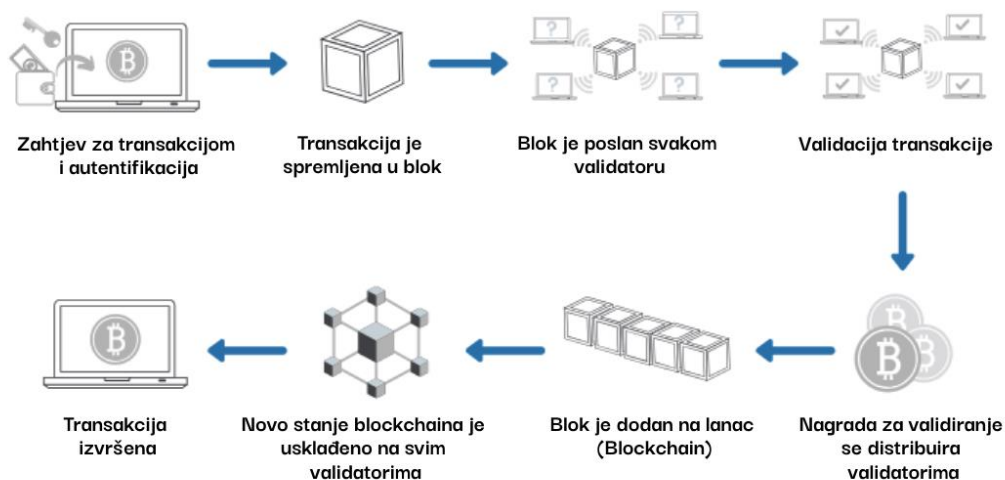 Zahtjev za transakcijom
i autentifikacija
Transakcija je
spremljena u blok
Blok je poslan svakom
validatoru
Validacija transakcije
Transakcija
izvršena
Novo stanje blockchaina je
usklađeno na svim
validatorima
Blok je dodan na lanac
(Blockchain)
Nagrada za validiranje
se distribuira
validatorima